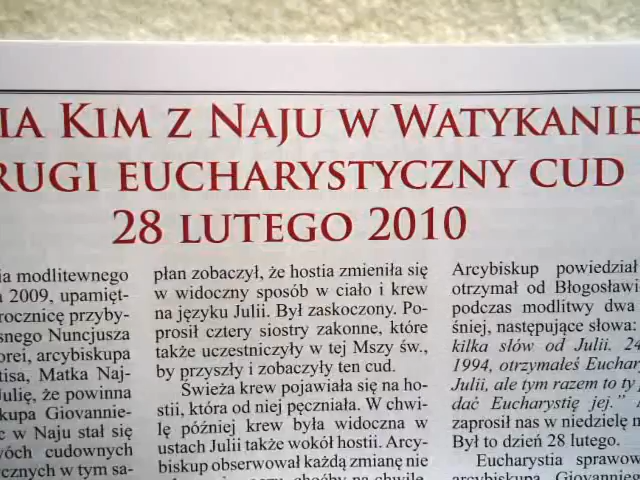 IA KIM Z NAJU W WATYKANIE
RUGI EUCHARYSTYCZNY CUD
28 LUTEGO 2010
ia modlitewnego
a 2009, upamięt-
rocznicę przyby-
snego Nuncjusza
orei, arcybiskupa
tisa, Matka Naj-
Julię, że powinna
kupa Giovannie-
c w Naju stał się
wóch cudownych
cznych w tym sa-
płan zobaczył, że hostia zmieniła się
w widoczny sposób w ciało i krew
na języku Julii. Był zaskoczony. Po-
prosił cztery siostry zakonne, które
także uczestniczyły w tej Mszy św.,
by przyszły i zobaczyły ten cud.
Świeża krew pojawiała się na ho-
stii, która od niej pęczniała. W chwi-
lę później krew była widoczna w
ustach Julii także wokół hostii. Arcy-
biskup obserwował każdą zmianę nie
Arcybiskup powiedział
otrzymał od Błogosławi
podczas modlitwy dwa
śniej, następujące słowa:
kilka słów od Julii. 24
1994, otrzymałeś Euchar
Julii, ale tym razem to ty
dać Eucharystię jej."
zaprosił nas w niedzielę n
Był to dzień 28 lutego.
Eucharystia sprawow
arcybiskupa Giovannieg